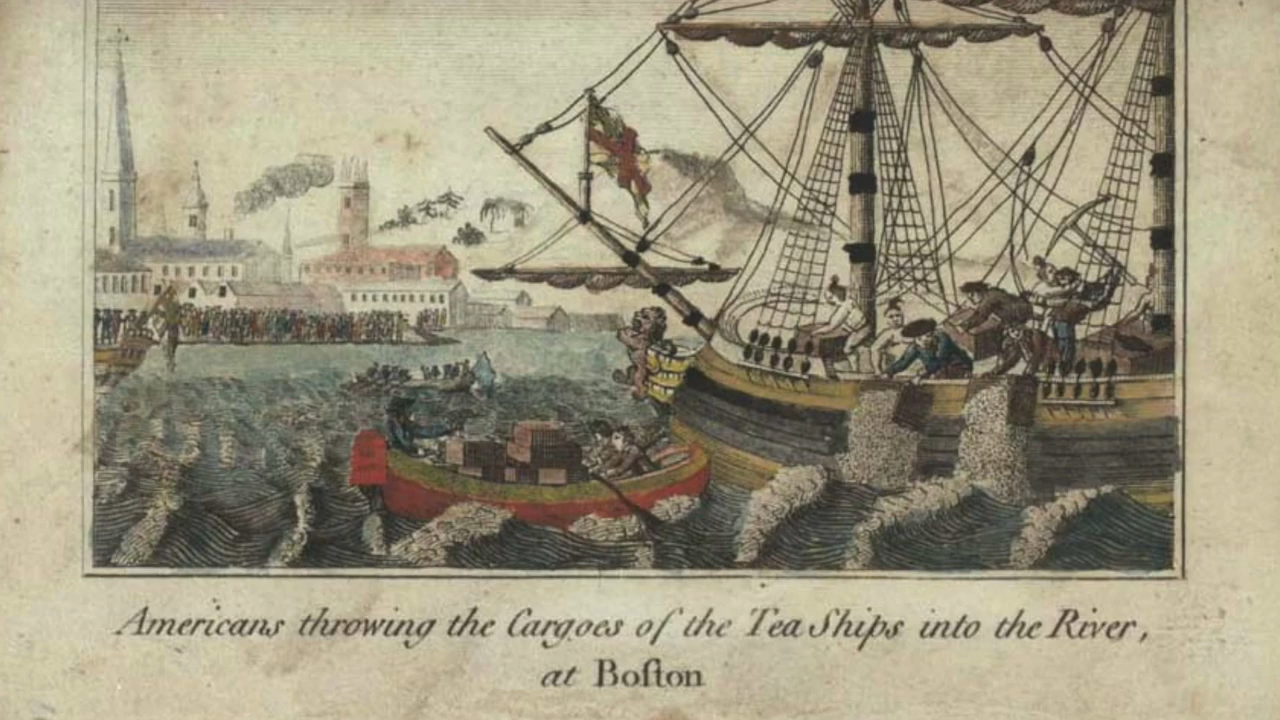 Americans throwing the Cargoes of the Tea Ships into the River,
at Boſton